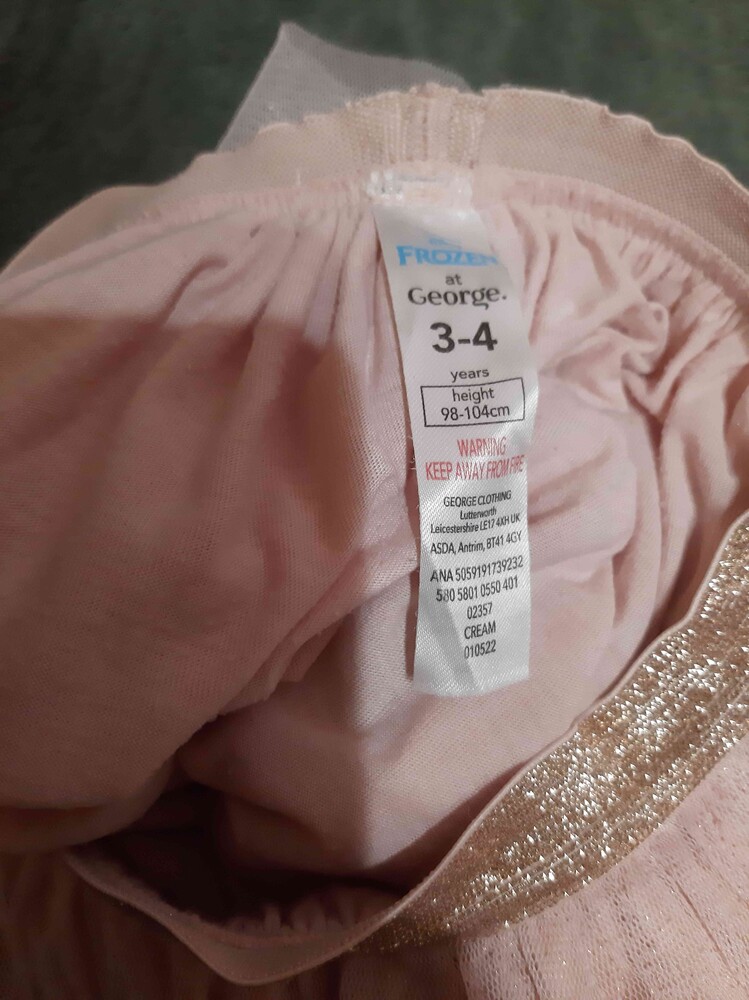 FROZEN
at
George.
3-4
years
height
98-104cm
WARNING
KEEP AWAY FROM FIRE
GEORGE CLOTHING
Lutterworth
Leicestershire LE17 4XH UK
ASDA, Antrim, BT41 4GY
ANA 5059191739232
580 5801 0550 401
02357
CREAM
010522